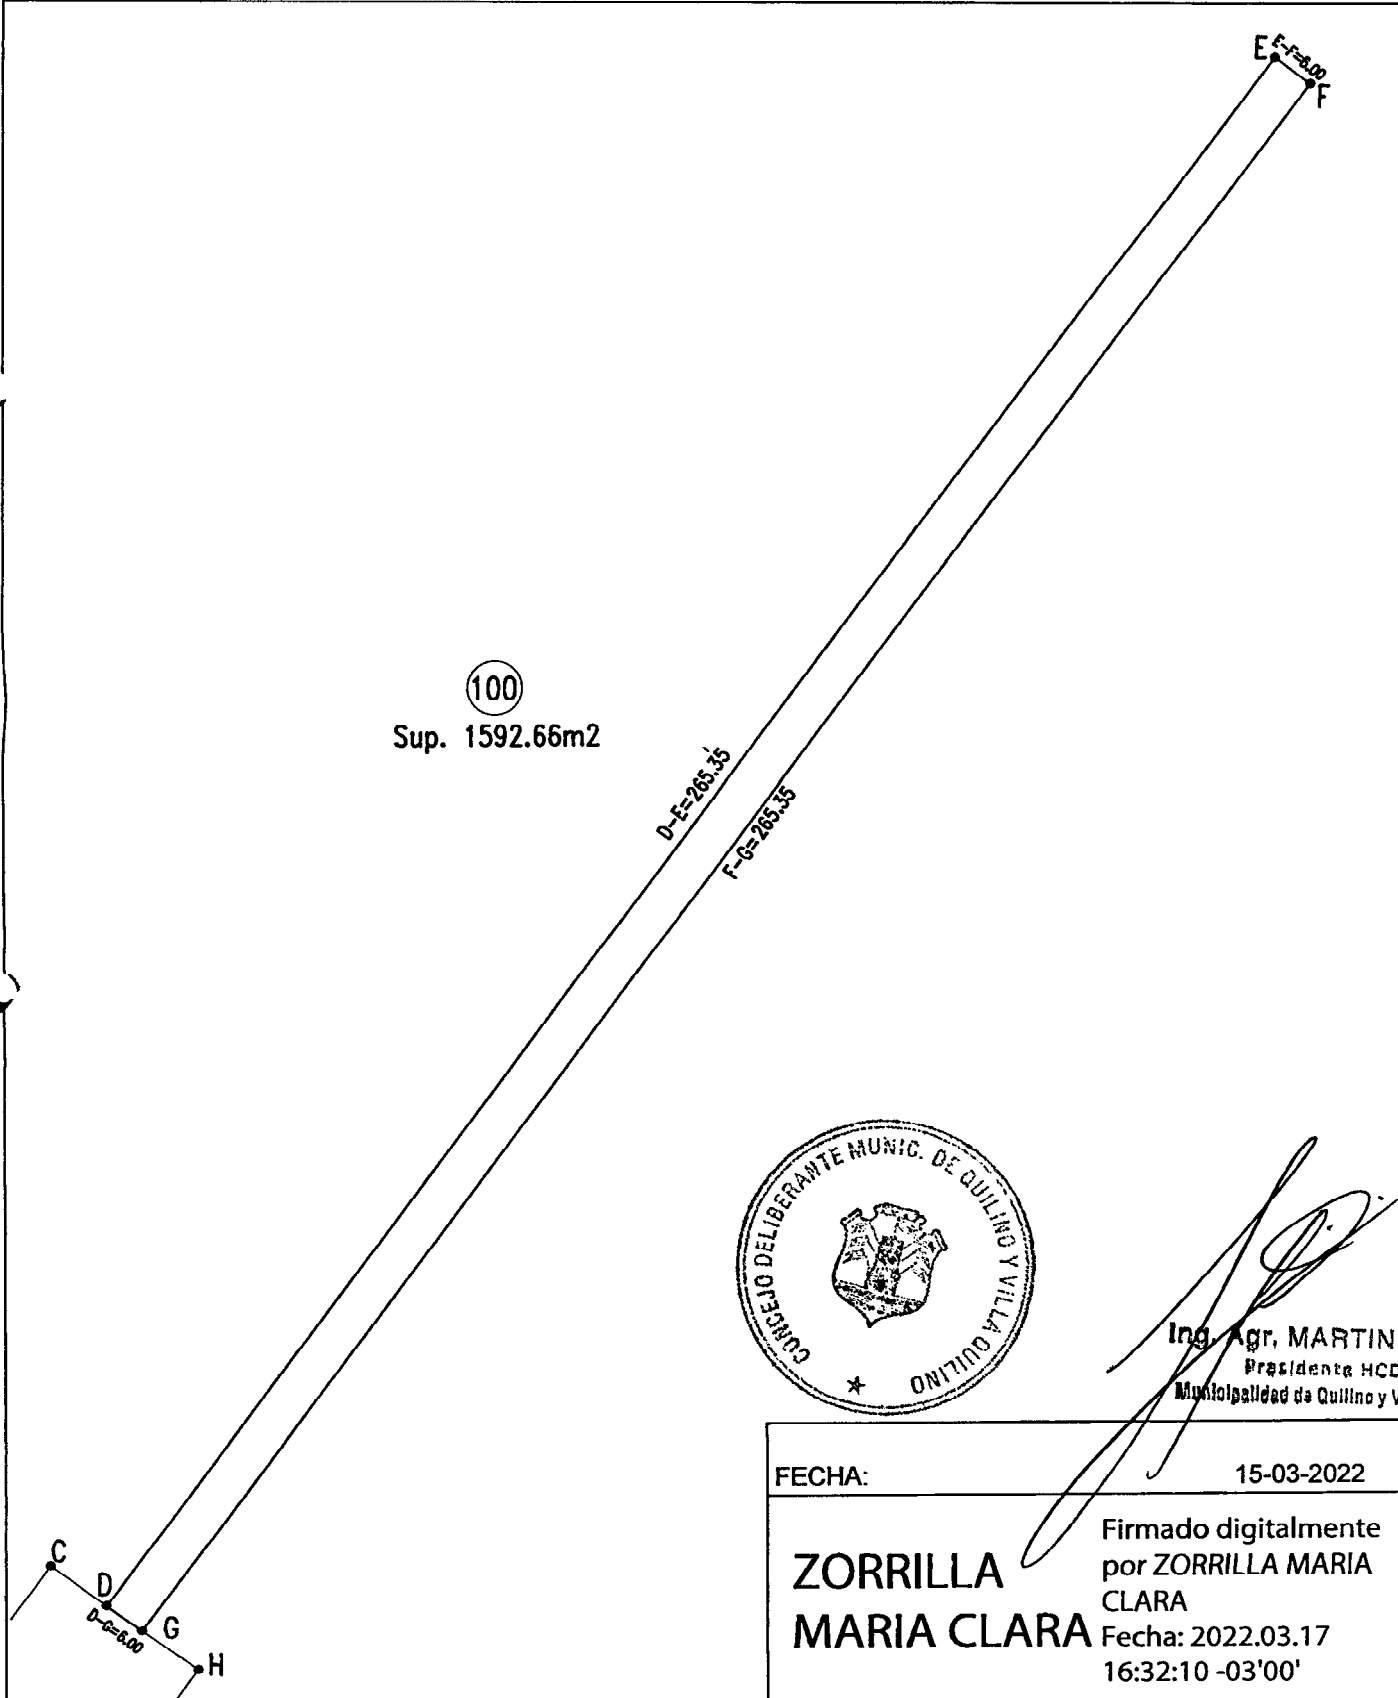 E
E-F=6.00
F
100
Sup. 1592.66m2
D-E=265.35
F-G=265.35
CONCEJO DELIBERANTE MUNIC. DE QUILINO Y VILLA QUILINO
Ing. Agr. MARTIN
Presidente HCD
Municipalidad de Quilino y V
FECHA: 15-03-2022
ZORRILLA
MARIA CLARA
Firmado digitalmente
por ZORRILLA MARIA
CLARA
Fecha: 2022.03.17
16:32:10 -03'00'
C
D
D-G=6.00
G
H